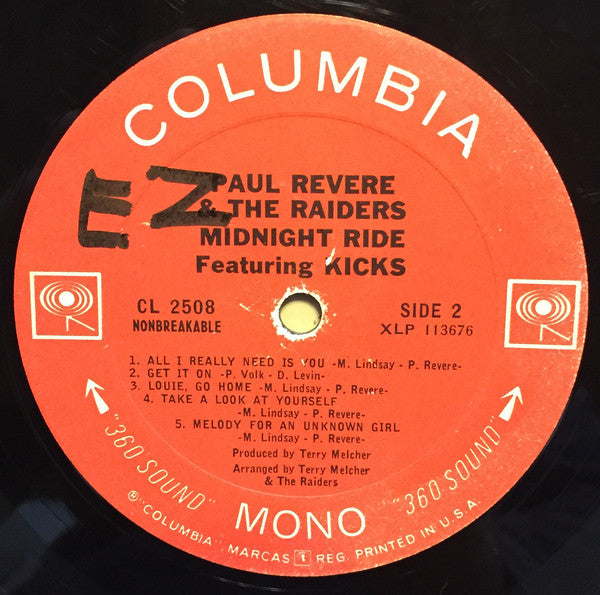 COLUMBIA
EZ
PAUL REVERE
& THE RAIDERS
MIDNIGHT RIDE
Featuring KICKS
CL 2508
NONBREAKABLE
SIDE 2
XLP 113676
1. ALL I REALLY NEED IS YOU -M. Lindsay - P. Revere-
2. GET IT ON -P. Volk - D. Levin-
3. LOUIE, GO HOME -M. Lindsay - P. Revere-
4. TAKE A LOOK AT YOURSELF
-M. Lindsay - P. Revere-
5. MELODY FOR AN UNKNOWN GIRL
-M. Lindsay - P. Revere-
Produced by Terry Melcher
Arranged by Terry Melcher
& The Raiders
"360 SOUND"
MONO
"360 SOUND"
® "COLUMBIA" MARCAS T REG. PRINTED IN U.S.A.